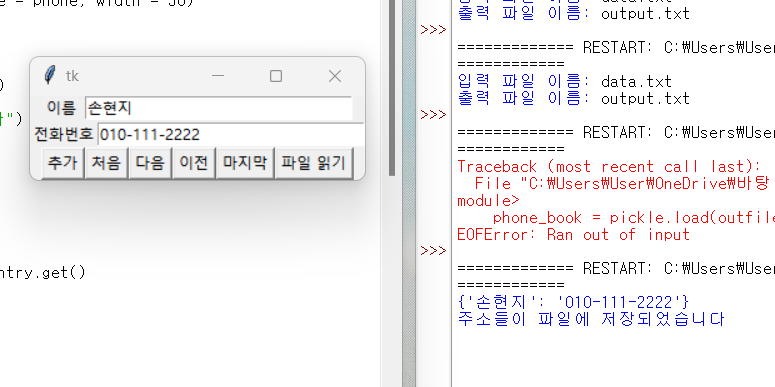 e = phone, width = 30)
출력 파일 이름: output.txt
>>>
============= RESTART: C:\Users\Use
============
입력 파일 이름: data.txt
출력 파일 이름: output.txt
>>>
============= RESTART: C:\Users\Use
============
Traceback (most recent call last):
File "C:\Users\User\OneDrive\바탕
module>
phone_book = pickle.load(outfile
EOFError: Ran out of input
>>>
============= RESTART: C:\Users\Use
============
{'손현지': '010-111-2222'}
주소들이 파일에 저장되었습니다
tk
이름 손현지
전화번호 010-111-2222
추가 처음 다음 이전 마지막 파일 읽기
)
")
ntry.get()